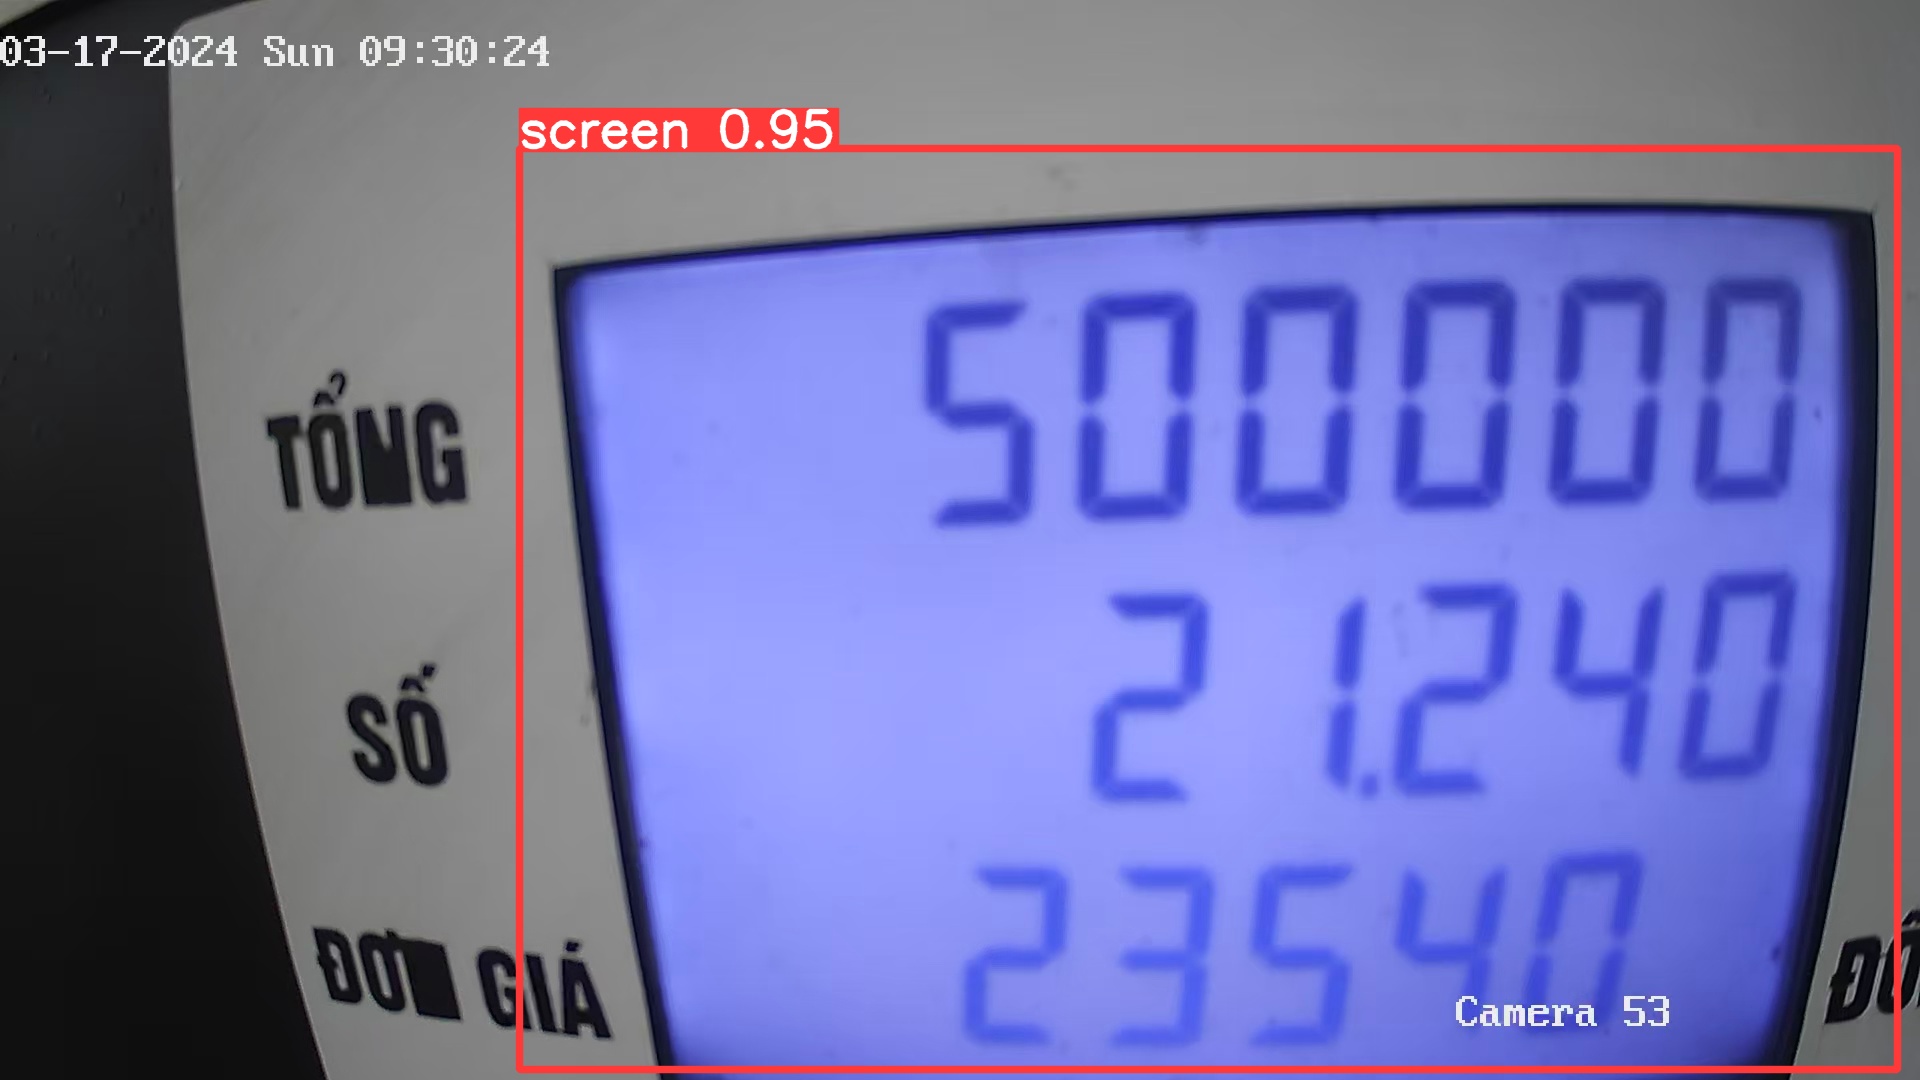 03-17-2024 Sun 09:30:24
screen 0.95
TỔNG 500000
SỐ 21.240
ĐƠN GIÁ 23540
Camera 53